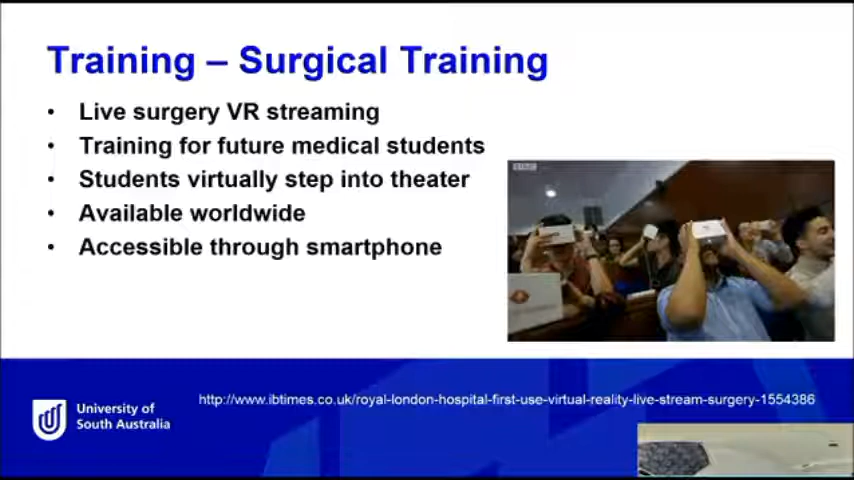 Training – Surgical Training
• Live surgery VR streaming
• Training for future medical students
• Students virtually step into theater
• Available worldwide
• Accessible through smartphone
University of
South Australia
http://www.ibtimes.co.uk/royal-london-hospital-first-use-virtual-reality-live-stream-surgery-1554386